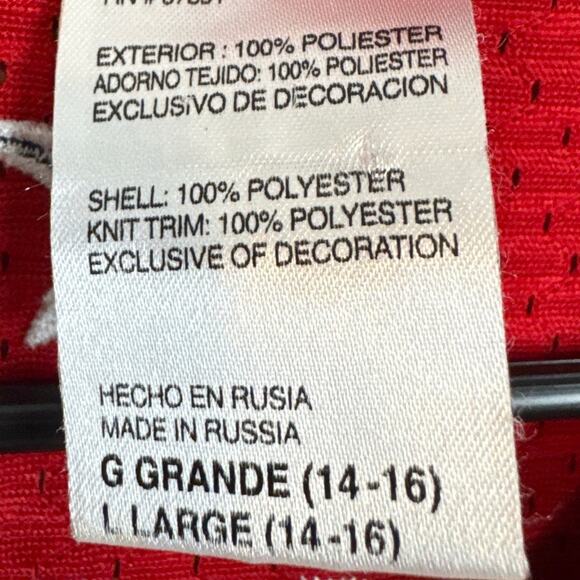 EXTERIOR : 100% POLIESTER
ADORNO TEJIDO: 100% POLIESTER
EXCLUSIVO DE DECORACION
SHELL: 100% POLYESTER
KNIT TRIM: 100% POLYESTER
EXCLUSIVE OF DECORATION
HECHO EN RUSIA
MADE IN RUSSIA
G GRANDE (14-16)
L LARGE (14-16)